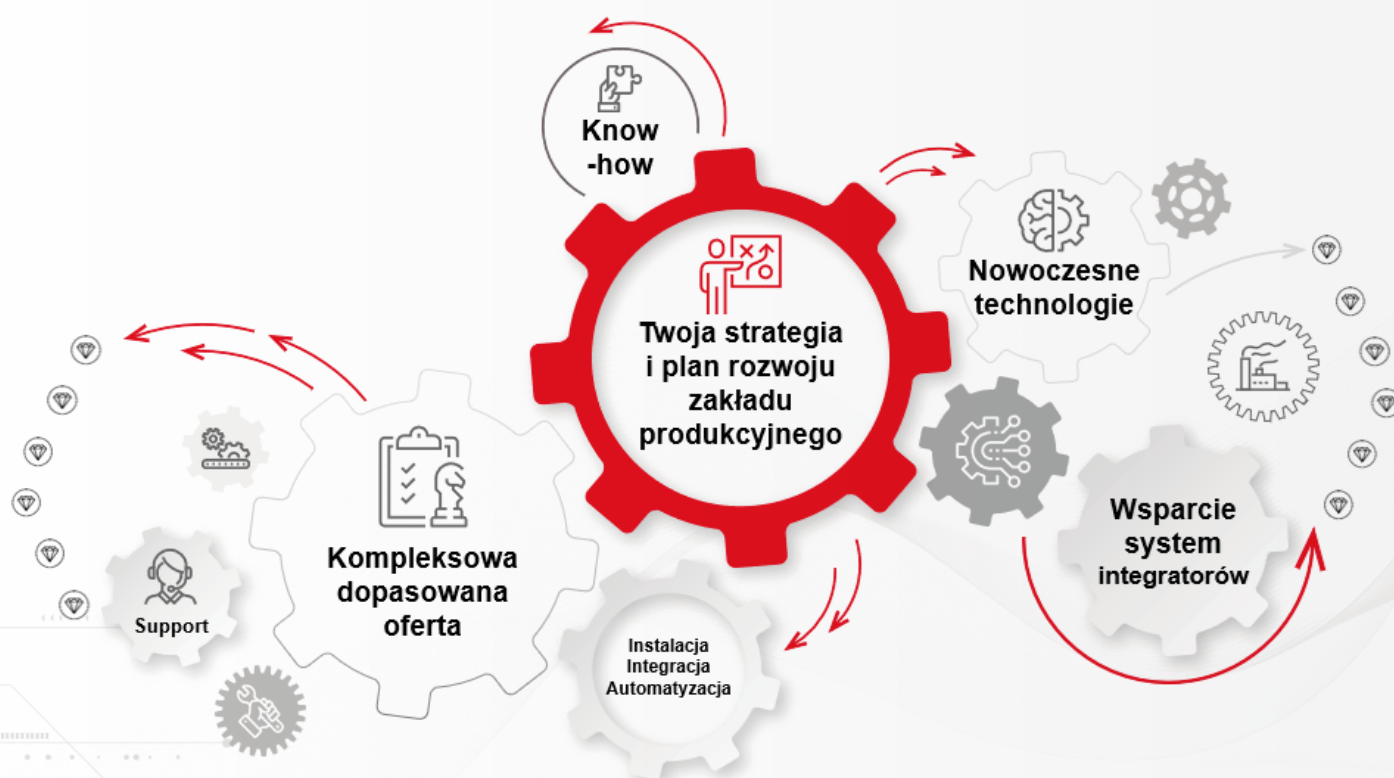 Know
-how
Twoja strategia
i plan rozwoju
zakładu
produkcyjnego
Nowoczesne
technologie
Kompleksowa
dopasowana
oferta
Wsparcie
system
integratorów
Support
Instalacja
Integracja
Automatyzacja